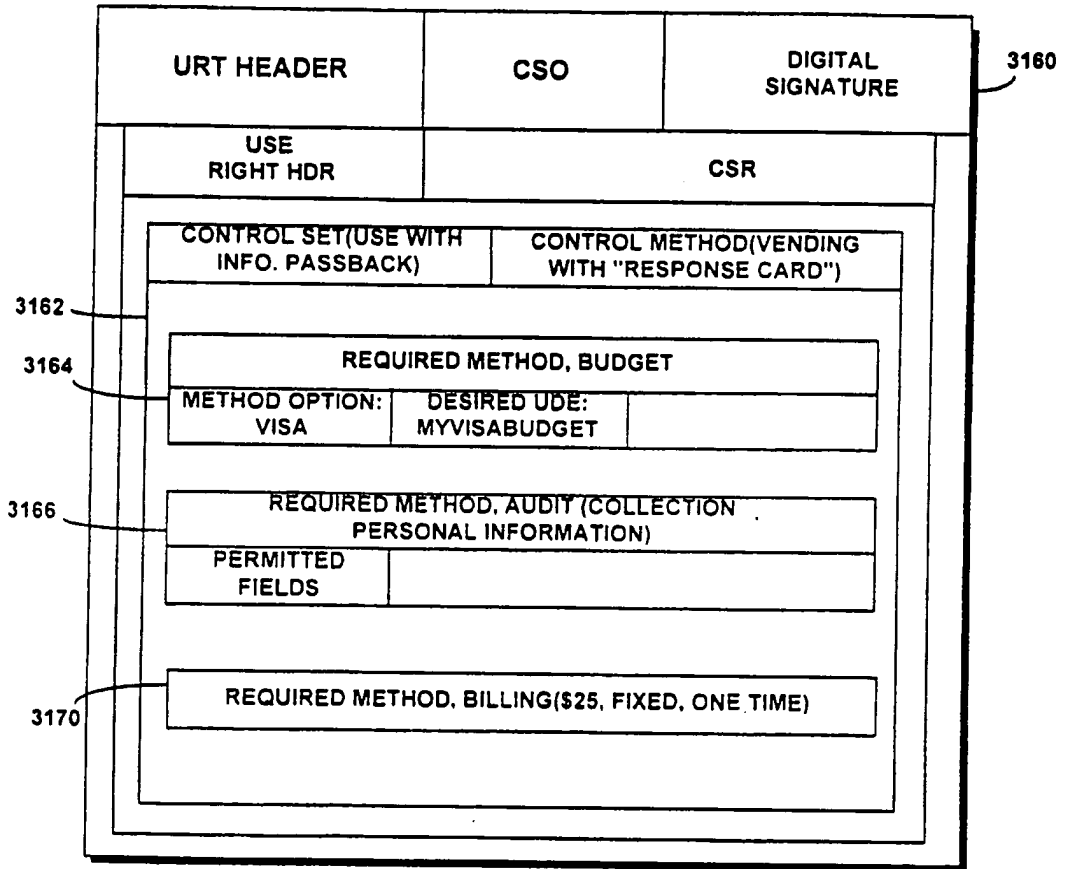 URT HEADER
CSO
DIGITAL
SIGNATURE
3160
USE
RIGHT HDR
CSR
CONTROL SET(USE WITH
INFO. PASSBACK)
CONTROL METHOD(VENDING
WITH "RESPONSE CARD")
3162
REQUIRED METHOD, BUDGET
3164
METHOD OPTION:
VISA
DESIRED UDE:
MYVISABUDGET
REQUIRED METHOD, AUDIT (COLLECTION
PERSONAL INFORMATION)
3166
PERMITTED
FIELDS
REQUIRED METHOD, BILLING($25, FIXED, ONE TIME)
3170